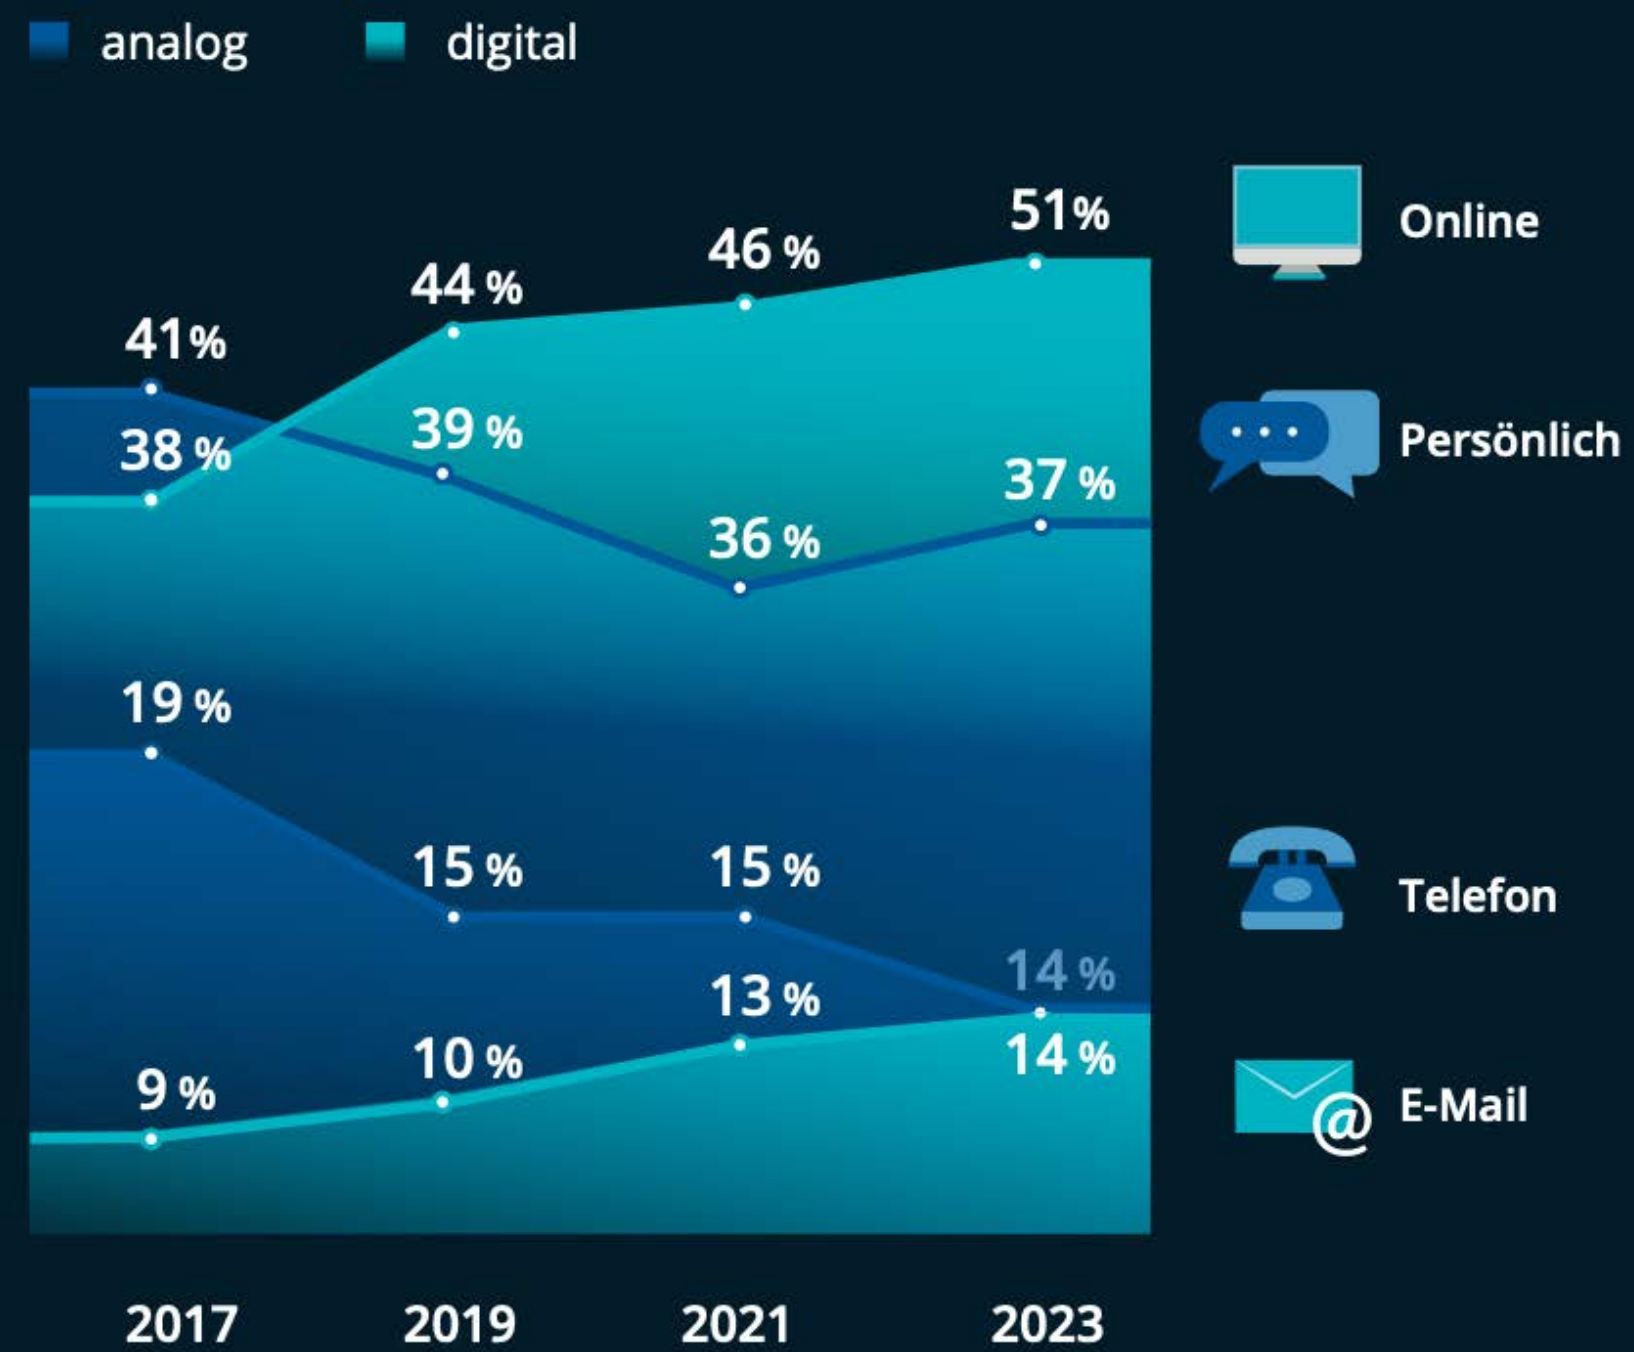 analog digital
51%
Online
46 %
44 %
41%
39 %
Persönlich
38 %
37 %
36 %
19 %
15 % 15 %
Telefon
14 %
13 %
14 %
10 %
9 %
E-Mail
@
2017 2019 2021 2023